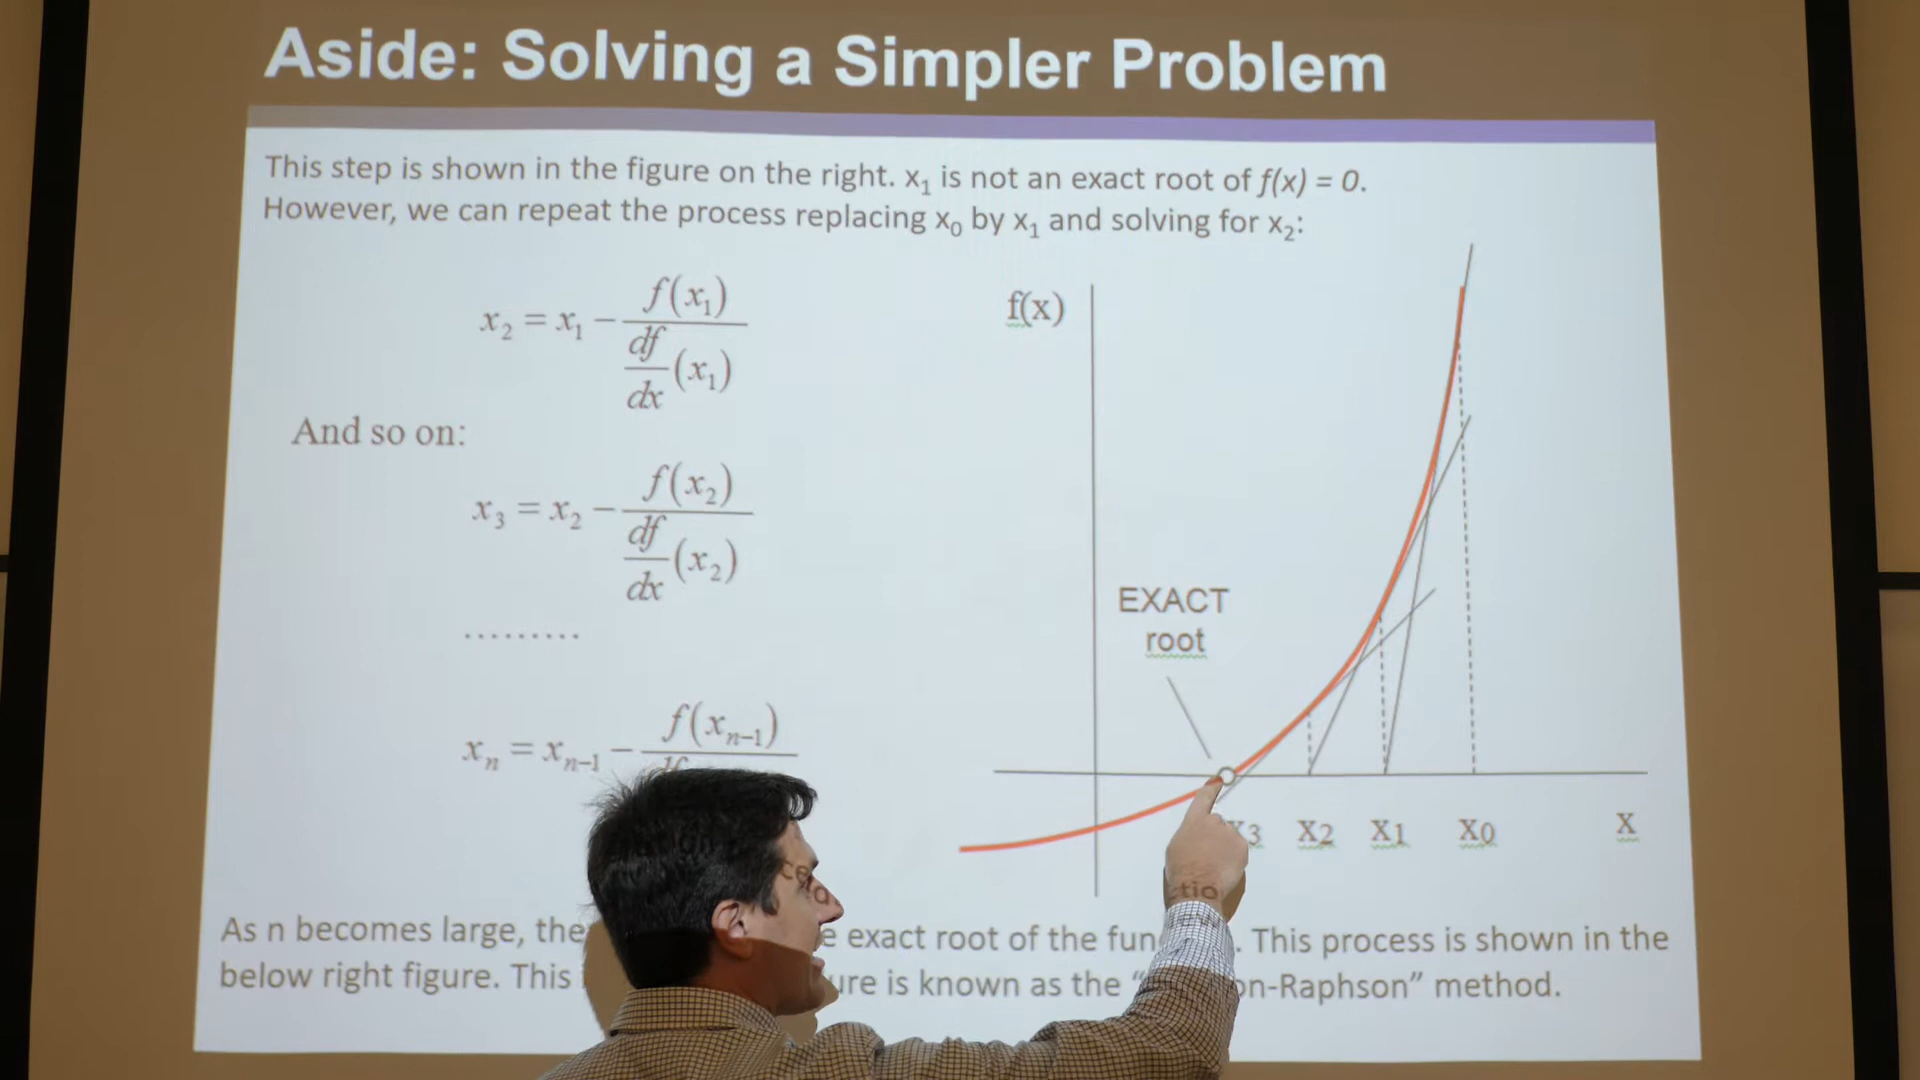 Aside: Solving a Simpler Problem
This step is shown in the figure on the right. x₁ is not an exact root of f(x) = 0.
However, we can repeat the process replacing x₀ by x₁ and solving for x₂:
x₂ = x₁ − f(x₁) / df/dx (x₁)
And so on:
x₃ = x₂ − f(x₂) / df/dx (x₂)
.........
xₙ = xₙ₋₁ − f(xₙ₋₁)
f(x)
EXACT
root
X3 X2 X1 X0 X
As n becomes large, the e exact root of the fun ctio . This process is shown in the
below right figure. This ure is known as the “ on-Raphson” method.